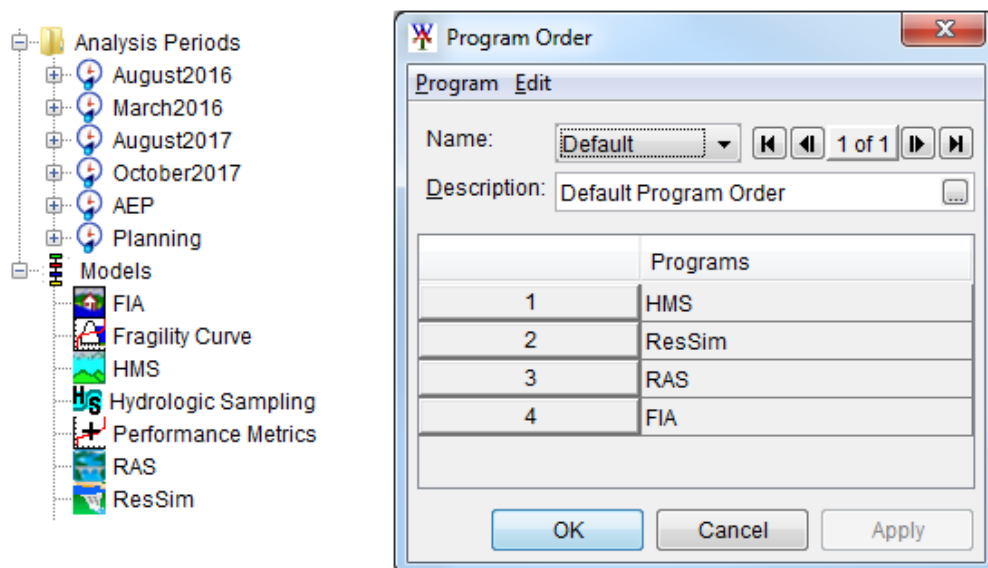 Analysis Periods
August2016
March2016
August2017
October2017
AEP
Planning
Models
FIA
Fragility Curve
HMS
Hydrologic Sampling
Performance Metrics
RAS
ResSim
Program Order
Program Edit
Name: Default 1 of 1
Description: Default Program Order ...
Programs
1 HMS
2 ResSim
3 RAS
4 FIA
OK Cancel Apply